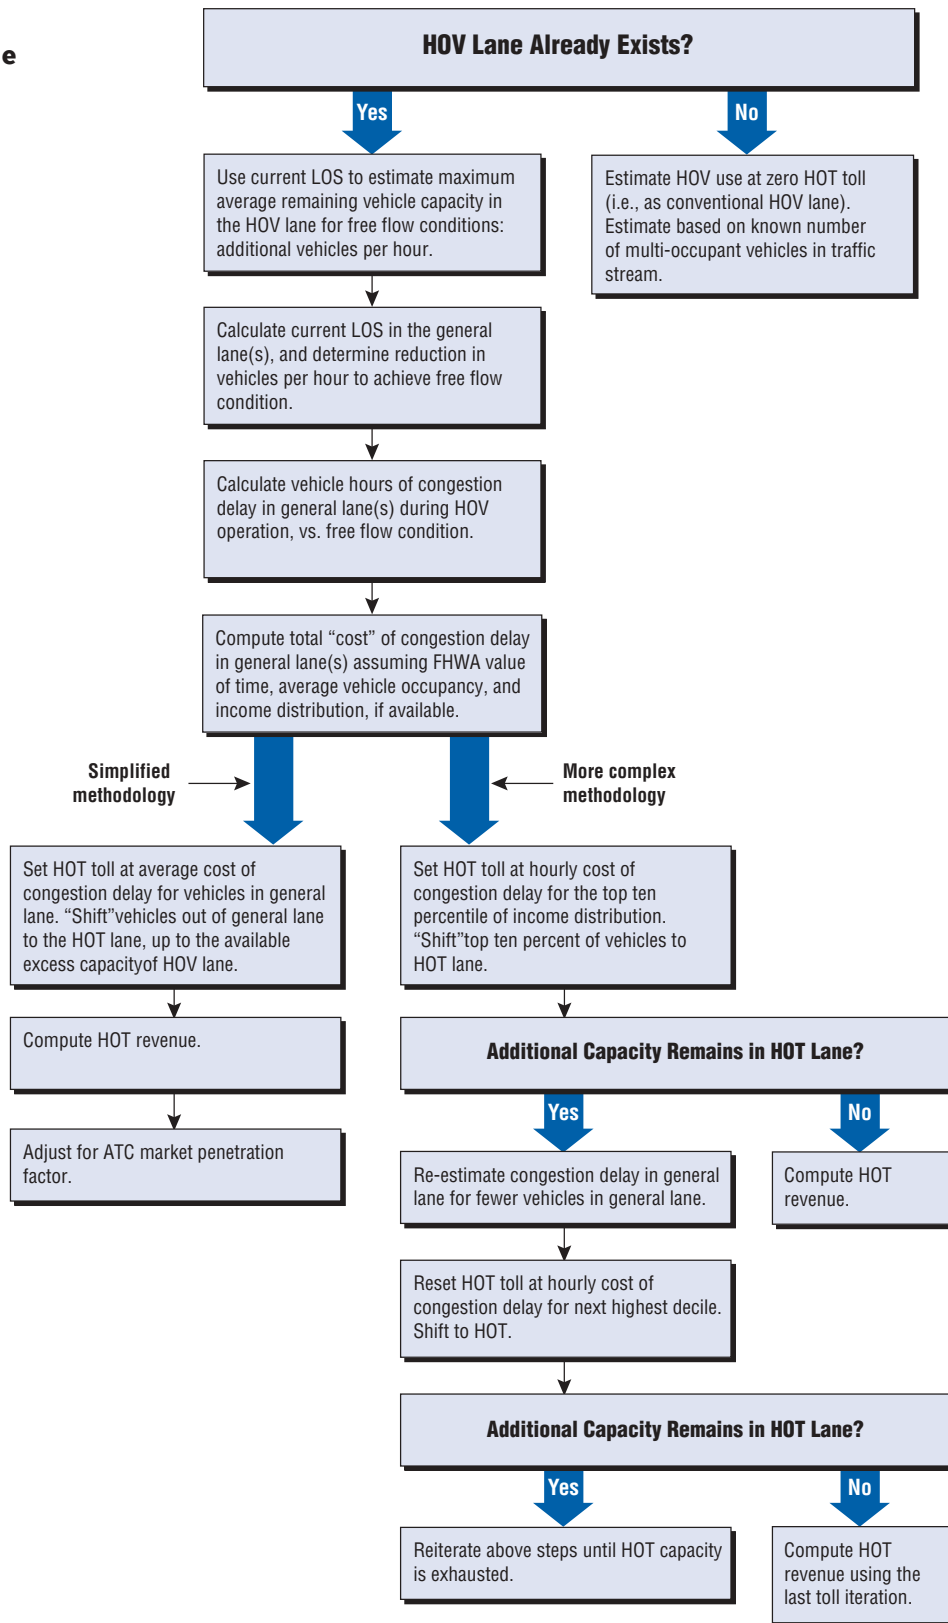 e
HOV Lane Already Exists?
Yes
No
Use current LOS to estimate maximum
average remaining vehicle capacity in
the HOV lane for free flow conditions:
additional vehicles per hour.
Estimate HOV use at zero HOT toll
(i.e., as conventional HOV lane).
Estimate based on known number
of multi-occupant vehicles in traffic
stream.
Calculate current LOS in the general
lane(s), and determine reduction in
vehicles per hour to achieve free flow
condition.
Calculate vehicle hours of congestion
delay in general lane(s) during HOV
operation, vs. free flow condition.
Compute total “cost” of congestion delay
in general lane(s) assuming FHWA value
of time, average vehicle occupancy, and
income distribution, if available.
Simplified
methodology
More complex
methodology
Set HOT toll at average cost of
congestion delay for vehicles in general
lane. “Shift”vehicles out of general lane
to the HOT lane, up to the available
excess capacityof HOV lane.
Compute HOT revenue.
Adjust for ATC market penetration
factor.
Set HOT toll at hourly cost of
congestion delay for the top ten
percentile of income distribution.
“Shift”top ten percent of vehicles to
HOT lane.
Additional Capacity Remains in HOT Lane?
Yes
No
Re-estimate congestion delay in general
lane for fewer vehicles in general lane.
Compute HOT
revenue.
Reset HOT toll at hourly cost of
congestion delay for next highest decile.
Shift to HOT.
Additional Capacity Remains in HOT Lane?
Yes
No
Reiterate above steps until HOT capacity
is exhausted.
Compute HOT
revenue using the
last toll iteration.